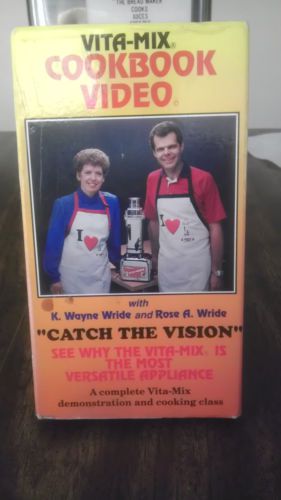 THE BREAD MAKER
COOKS
JUICES
VITA-MIX®
COOKBOOK
VIDEO©
I
I
with
K. Wayne Wride and Rose A. Wride
"CATCH THE VISION"
SEE WHY THE VITA-MIX® IS
THE MOST
VERSATILE APPLIANCE
A complete Vita-Mix
demonstration and cooking class